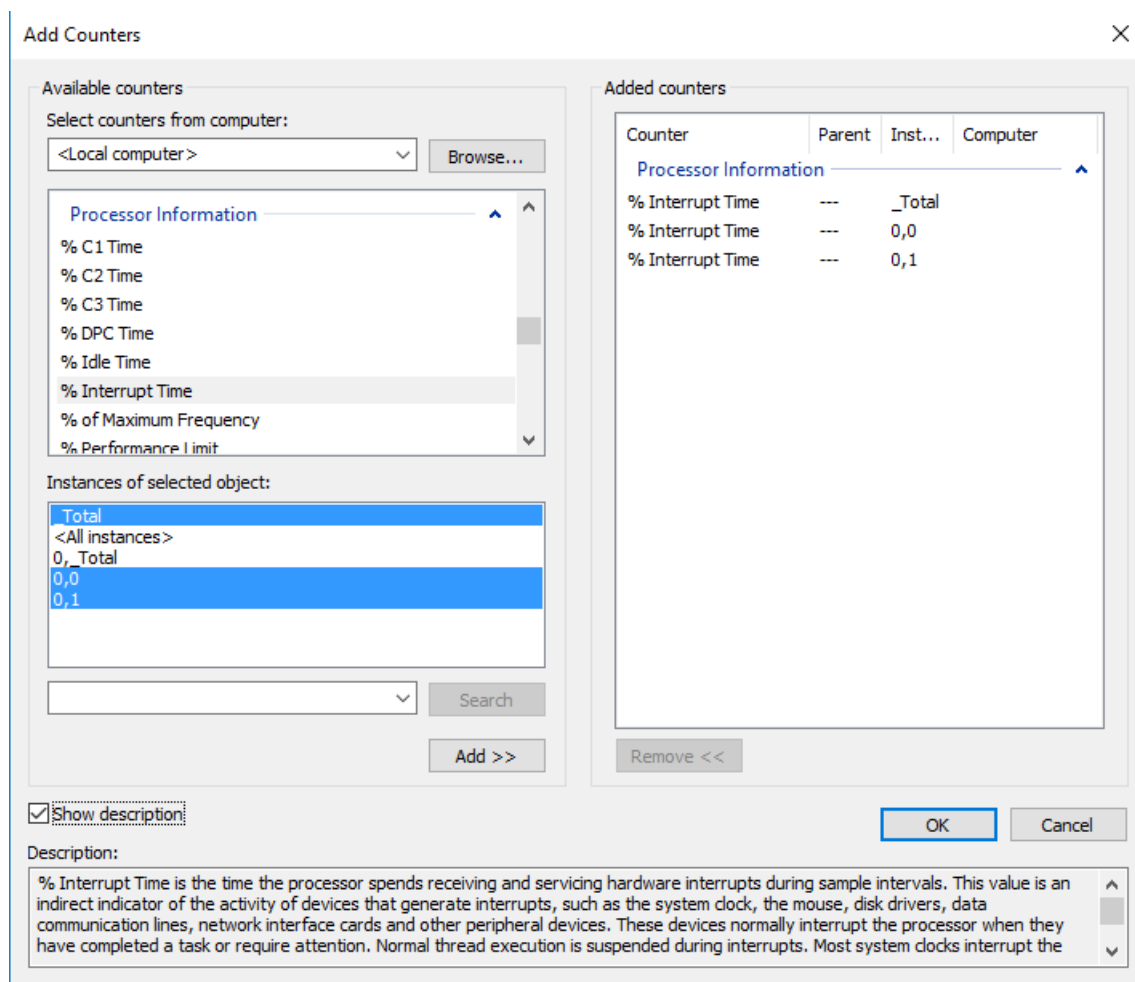 Add Counters
Available counters
Select counters from computer:
<Local computer>
Browse...
Processor Information
% C1 Time
% C2 Time
% C3 Time
% DPC Time
% Idle Time
% Interrupt Time
% of Maximum Frequency
% Performance Limit
Instances of selected object:
_Total
<All instances>
0,_Total
0,0
0,1
Search
Add >>
Added counters
Counter Parent Inst... Computer
Processor Information
% Interrupt Time --- _Total
% Interrupt Time --- 0,0
% Interrupt Time --- 0,1
Remove <<
Show description
OK
Cancel
Description:
% Interrupt Time is the time the processor spends receiving and servicing hardware interrupts during sample intervals. This value is an
indirect indicator of the activity of devices that generate interrupts, such as the system clock, the mouse, disk drivers, data
communication lines, network interface cards and other peripheral devices. These devices normally interrupt the processor when they
have completed a task or require attention. Normal thread execution is suspended during interrupts. Most system clocks interrupt the